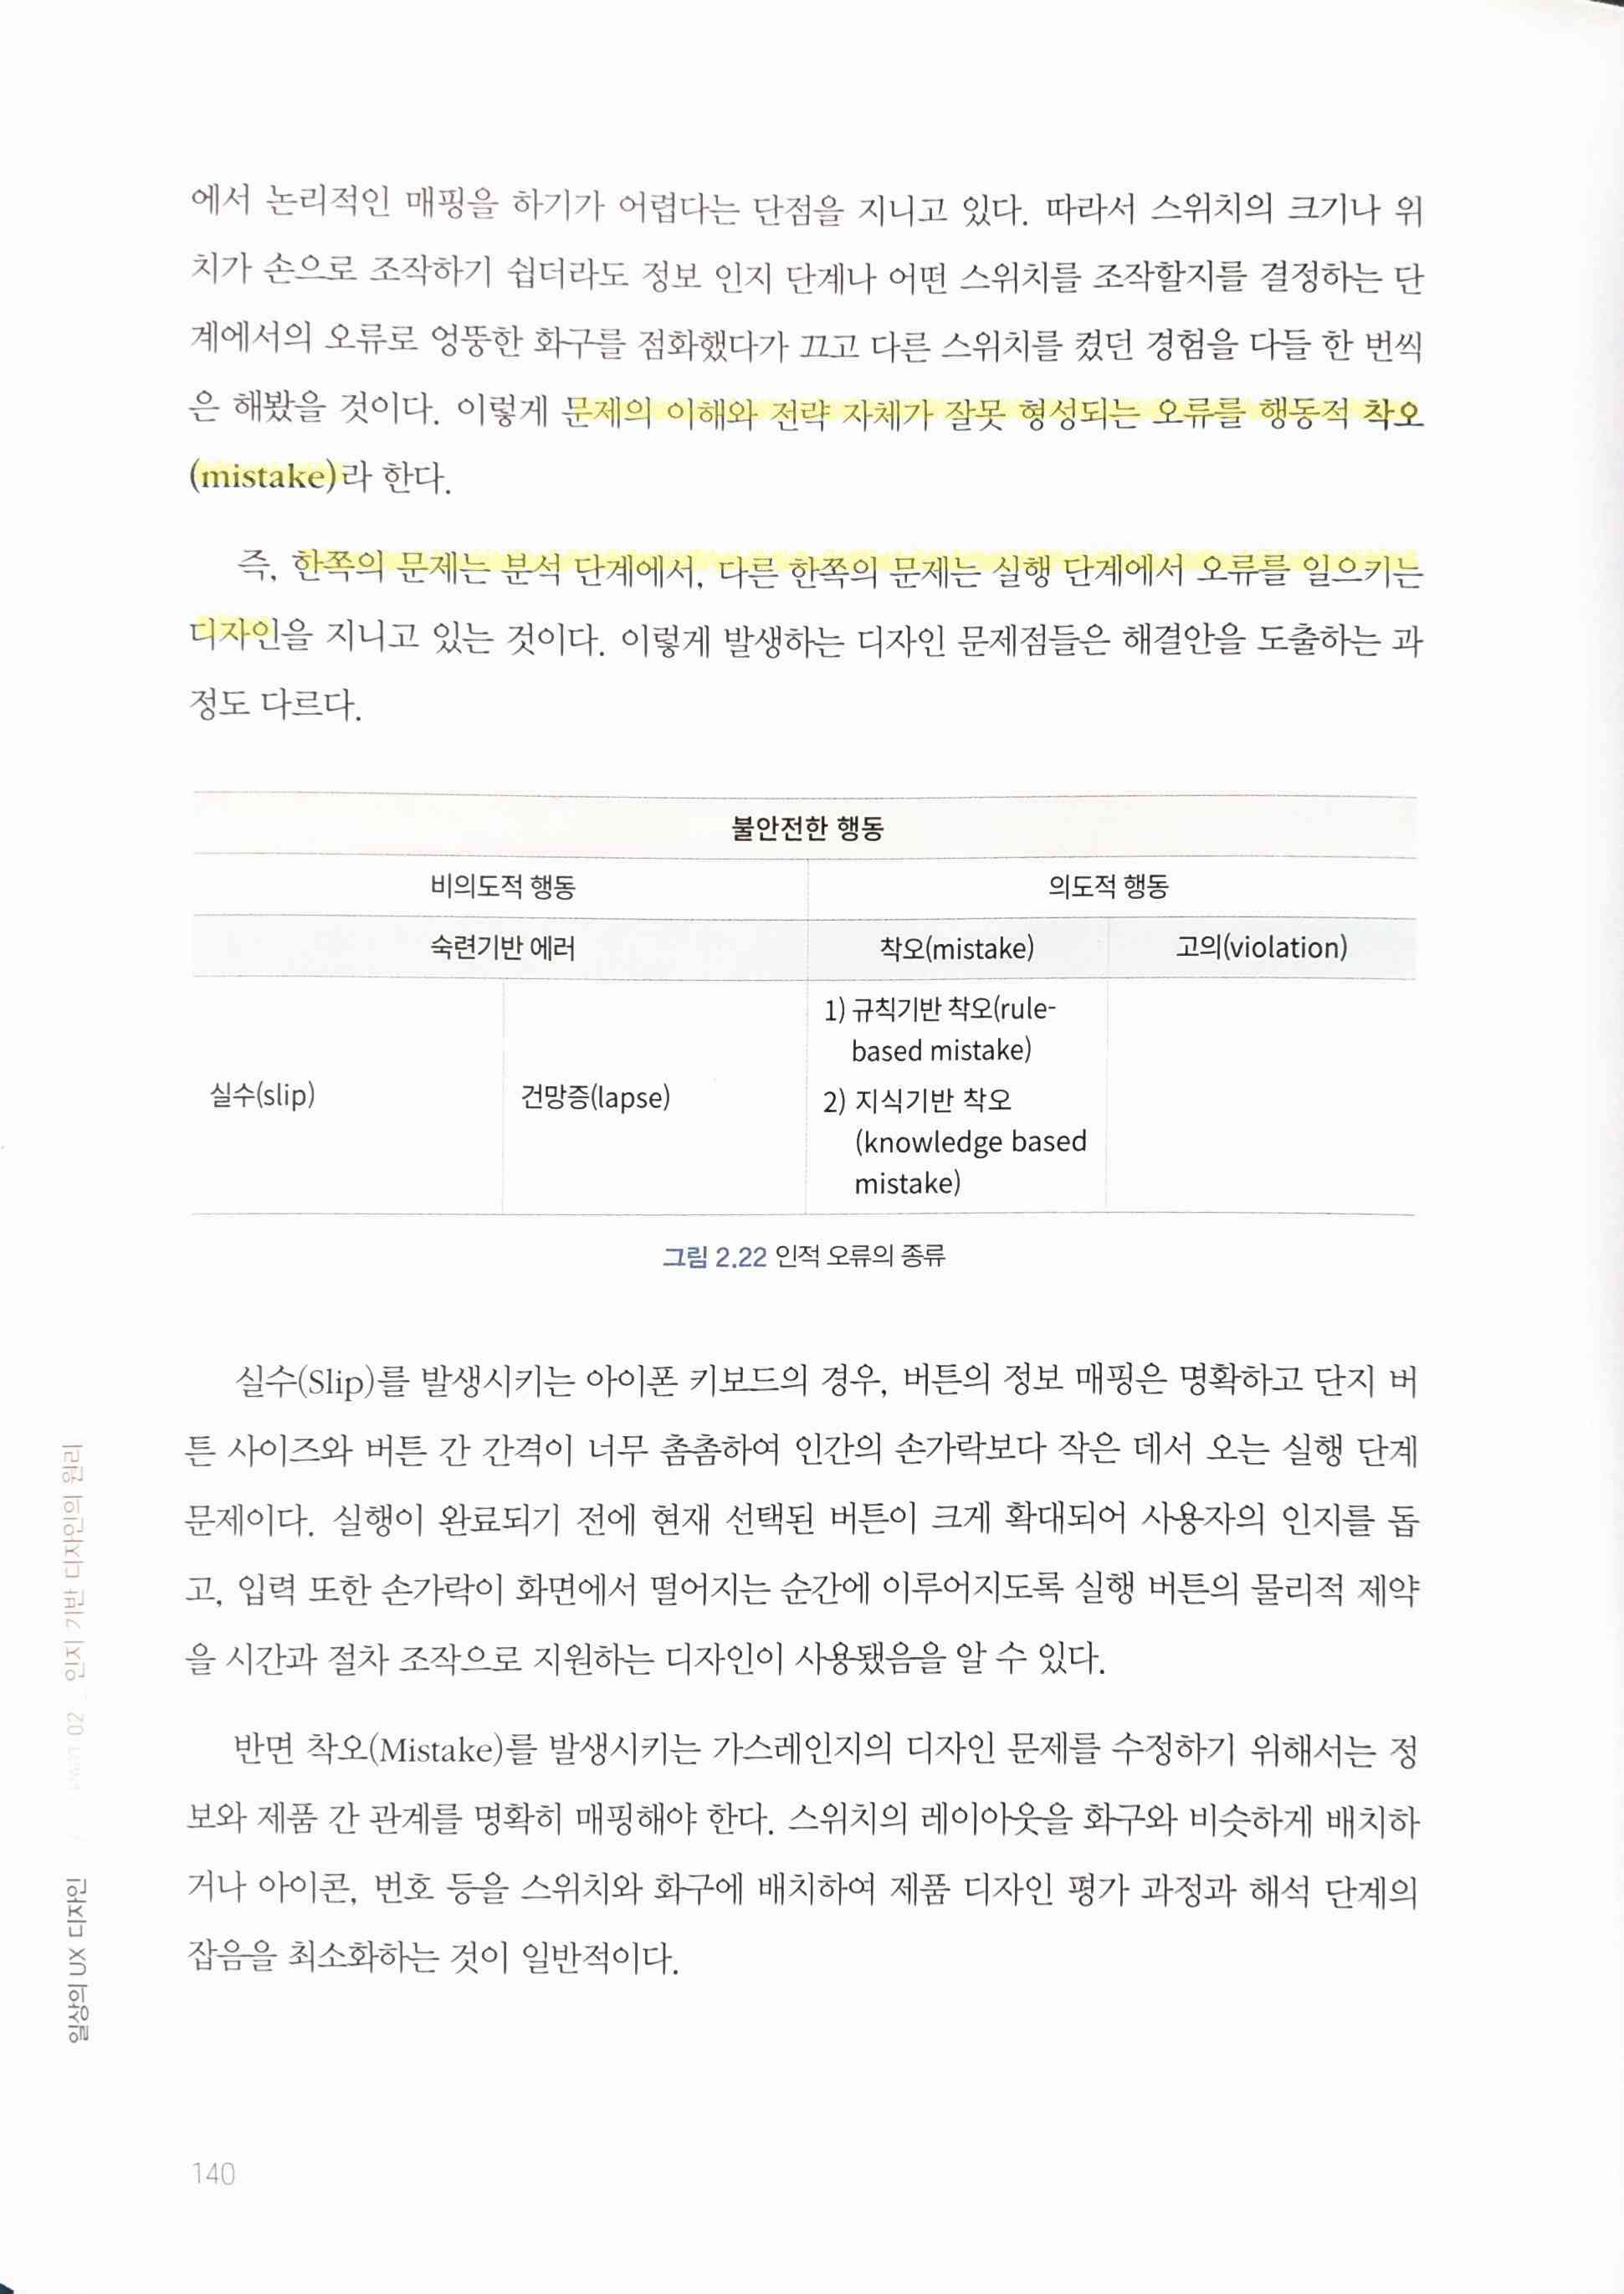 에서 논리적인 매핑을 하기가 어렵다는 단점을 지니고 있다. 따라서 스위치의 크기나 위
치가 손으로 조작하기 쉽더라도 정보 인지 단계나 어떤 스위치를 조작할지를 결정하는 단
계에서의 오류로 엉뚱한 화구를 점화했다가 끄고 다른 스위치를 켰던 경험을 다들 한 번씩
은 해봤을 것이다. 이렇게 문제의 이해와 전략 자체가 잘못 형성되는 오류를 행동적 착오
(mistake)라 한다.
즉, 한쪽의 문제는 분석 단계에서, 다른 한쪽의 문제는 실행 단계에서 오류를 일으키는
디자인을 지니고 있는 것이다. 이렇게 발생하는 디자인 문제점들은 해결안을 도출하는 과
정도 다르다.
불안전한 행동
비의도적 행동 의도적 행동
숙련기반 에러 착오(mistake) 고의(violation)
실수(slip)
건망증(lapse)
1) 규칙기반 착오(rule-
based mistake)
2) 지식기반 착오
(knowledge based
mistake)
그림 2.22 인적 오류의 종류
실수(Slip)를 발생시키는 아이폰 키보드의 경우, 버튼의 정보 매핑은 명확하고 단지 버
튼 사이즈와 버튼 간 간격이 너무 촘촘하여 인간의 손가락보다 작은 데서 오는 실행 단계
문제이다. 실행이 완료되기 전에 현재 선택된 버튼이 크게 확대되어 사용자의 인지를 돕
고, 입력 또한 손가락이 화면에서 떨어지는 순간에 이루어지도록 실행 버튼의 물리적 제약
을 시간과 절차 조작으로 지원하는 디자인이 사용됐음을 알 수 있다.
반면 착오(Mistake)를 발생시키는 가스레인지의 디자인 문제를 수정하기 위해서는 정
보와 제품 간 관계를 명확히 매핑해야 한다. 스위치의 레이아웃을 화구와 비슷하게 배치하
거나 아이콘, 번호 등을 스위치와 화구에 배치하여 제품 디자인 평가 과정과 해석 단계의
잡음을 최소화하는 것이 일반적이다.
일상의 UX 디자인 / PART 02 _ 인지 기반 디자인의 원리
140